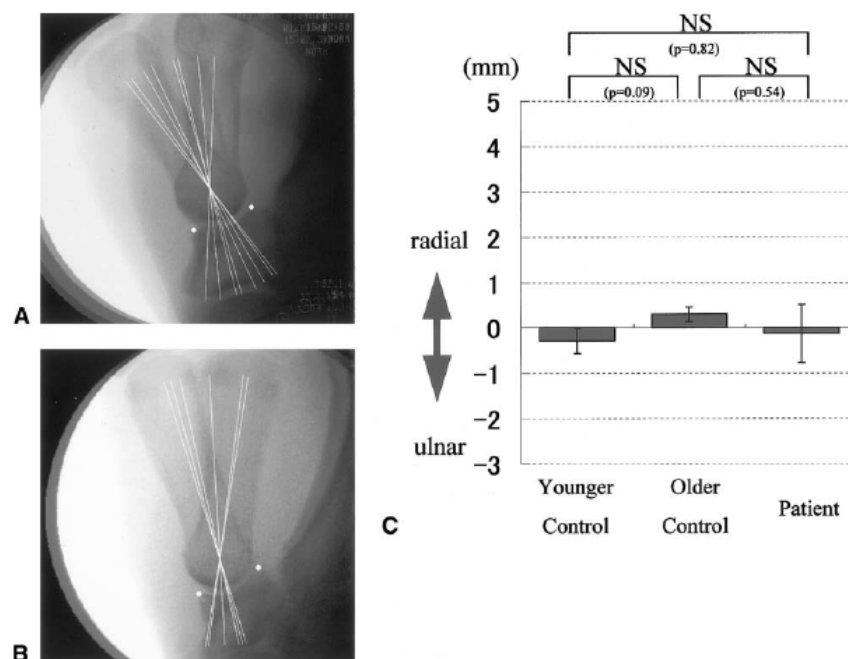 A
B
C
NS
(p=0.82)
(mm)
NS
NS
(p=0.09)
(p=0.54)
5
4
3
2
1
0
−1
−2
−3
radial
ulnar
Younger
Control
Older
Control
Patient